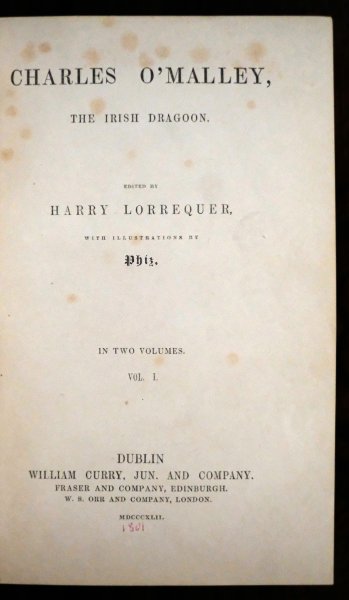 CHARLES O'MALLEY,
THE IRISH DRAGOON.
EDITED BY
HARRY LORREQUER,
WITH ILLUSTRATIONS BY
Phiz.
IN TWO VOLUMES.
VOL. I.
DUBLIN
WILLIAM CURRY, JUN. AND COMPANY.
FRASER AND COMPANY, EDINBURGH.
W. S. ORR AND COMPANY, LONDON.
MDCCCXLII.